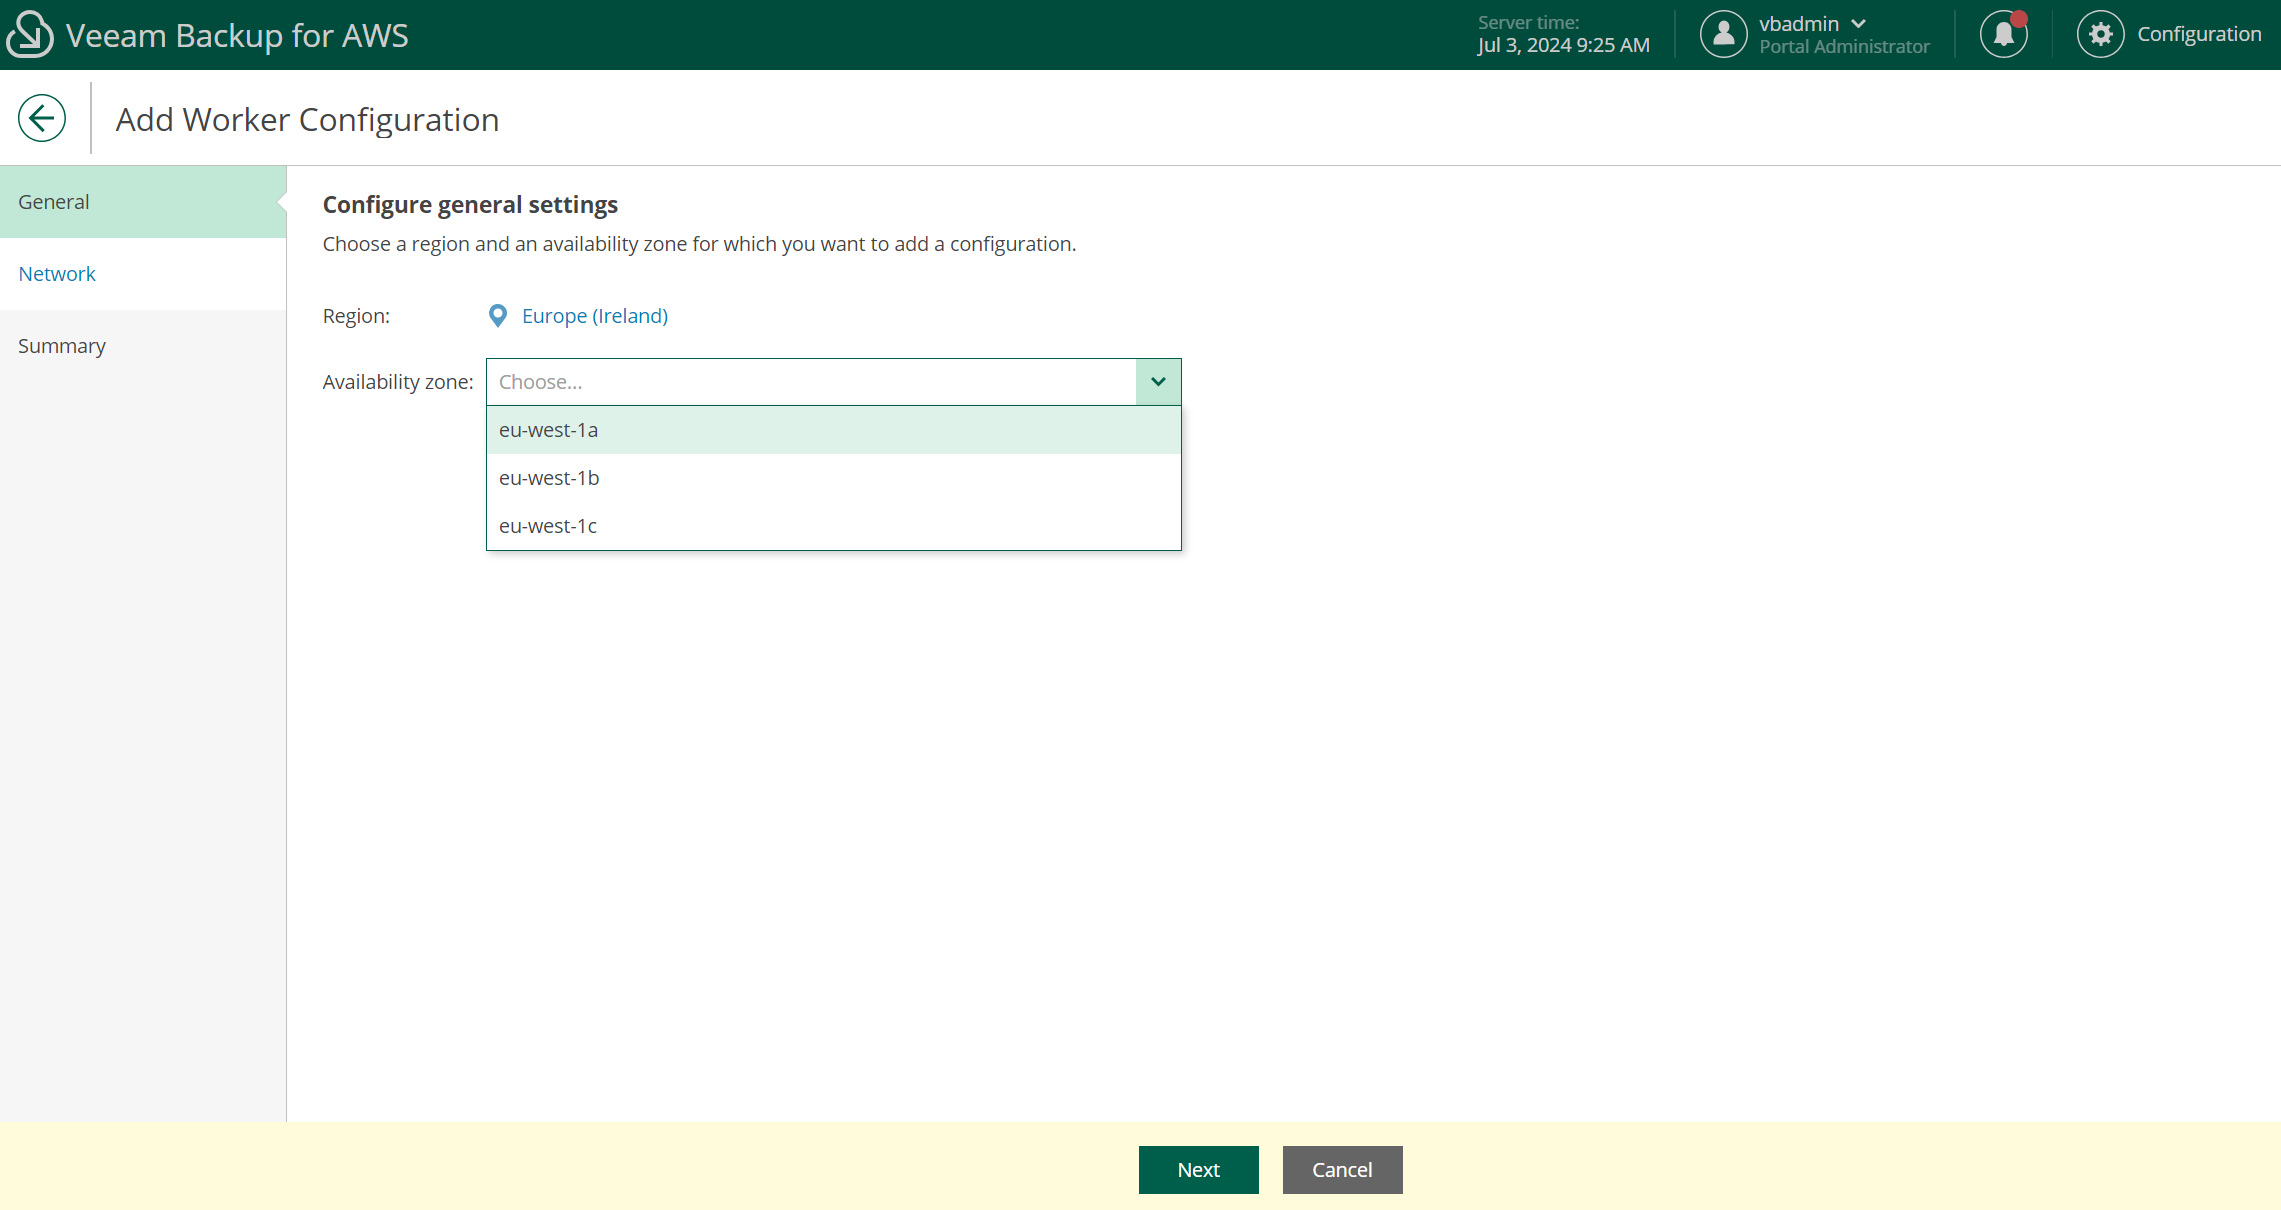 Veeam Backup for AWS
Server time:
Jul 3, 2024 9:25 AM
vbadmin
Portal Administrator
Configuration
Add Worker Configuration
General
Network
Summary
Configure general settings
Choose a region and an availability zone for which you want to add a configuration.
Region: Europe (Ireland)
Availability zone: Choose...
eu-west-1a
eu-west-1b
eu-west-1c
Next Cancel